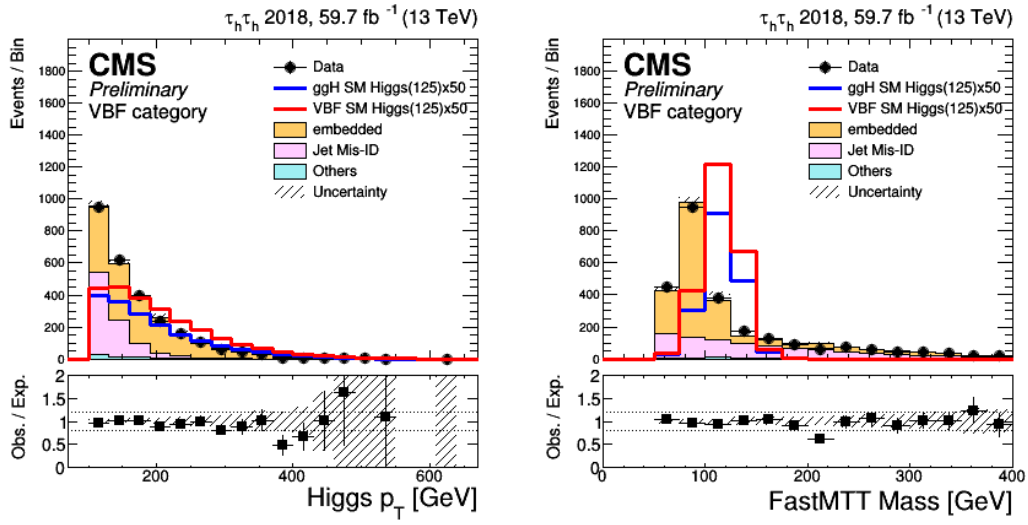 τhτh 2018, 59.7 fb -1 (13 TeV)
Events / Bin
1800
1600
1400
1200
1000
800
600
400
200
0
CMS
Preliminary
VBF category
Data
ggH SM Higgs(125)x50
VBF SM Higgs(125)x50
embedded
Jet Mis-ID
Others
Uncertainty
Obs. / Exp.
2
1.5
1
0.5
0
200
400
600
Higgs pT [GeV]
τhτh 2018, 59.7 fb -1 (13 TeV)
Events / Bin
1800
1600
1400
1200
1000
800
600
400
200
0
CMS
Preliminary
VBF category
Data
ggH SM Higgs(125)x50
VBF SM Higgs(125)x50
embedded
Jet Mis-ID
Others
Uncertainty
Obs. / Exp.
2
1.5
1
0.5
0
0
100
200
300
400
FastMTT Mass [GeV]